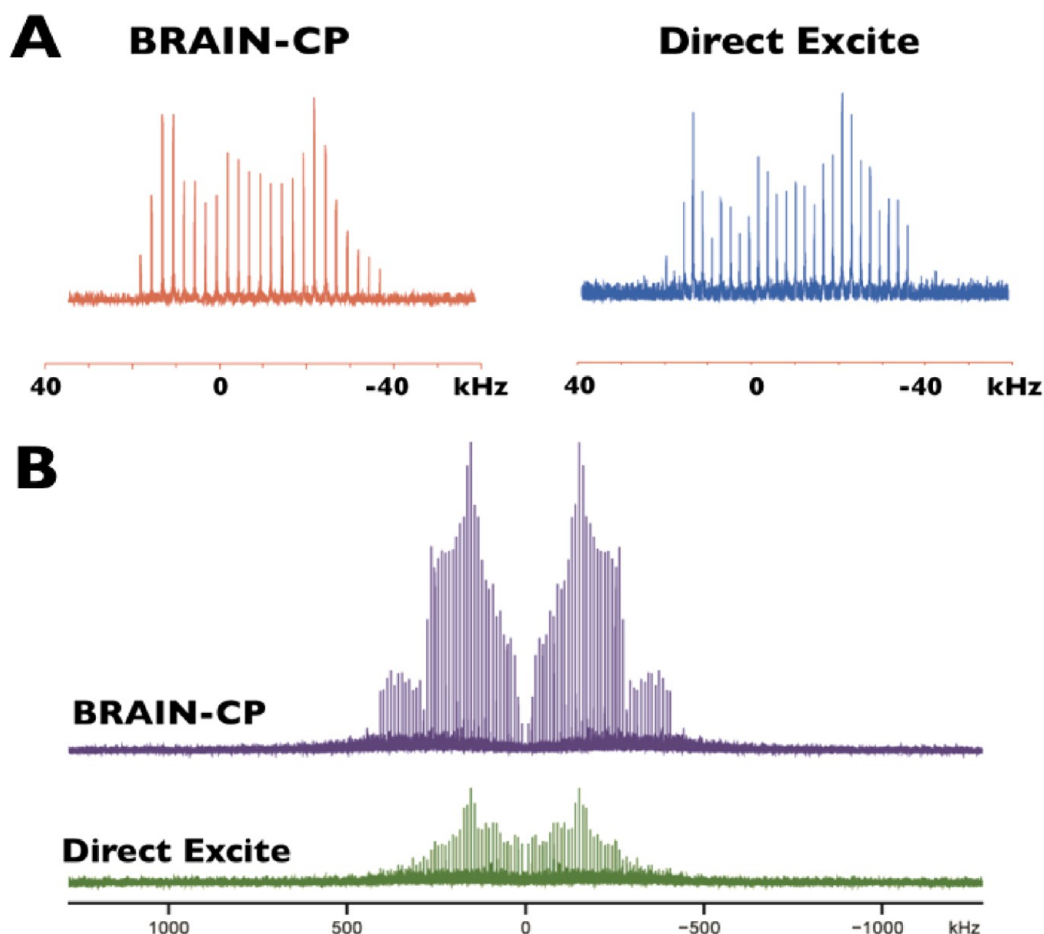 A
BRAIN-CP
Direct Excite
40 0 -40 kHz
40 0 -40 kHz
B
BRAIN-CP
Direct Excite
1000 500 0 −500 −1000 kHz